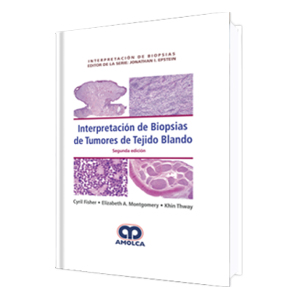 INTERPRETACIÓN DE BIOPSIAS
EDITOR DE LA SERIE: JONATHAN I. EPSTEIN
Interpretación de Biopsias
de Tumores de Tejido Blando
Segunda edición
Cyril Fisher • Elizabeth A. Montgomery • Khin Thway
AMOLCA